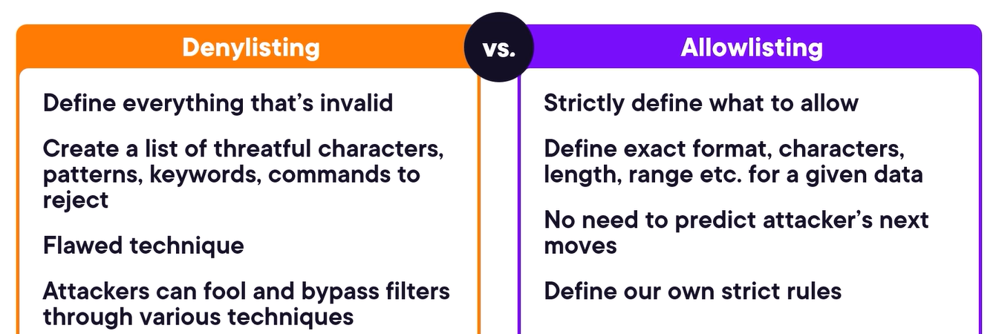 Denylisting
vs.
Allowlisting
Define everything that's invalid
Create a list of threatful characters,
patterns, keywords, commands to
reject
Flawed technique
Attackers can fool and bypass filters
through various techniques
Strictly define what to allow
Define exact format, characters,
length, range etc. for a given data
No need to predict attacker's next
moves
Define our own strict rules